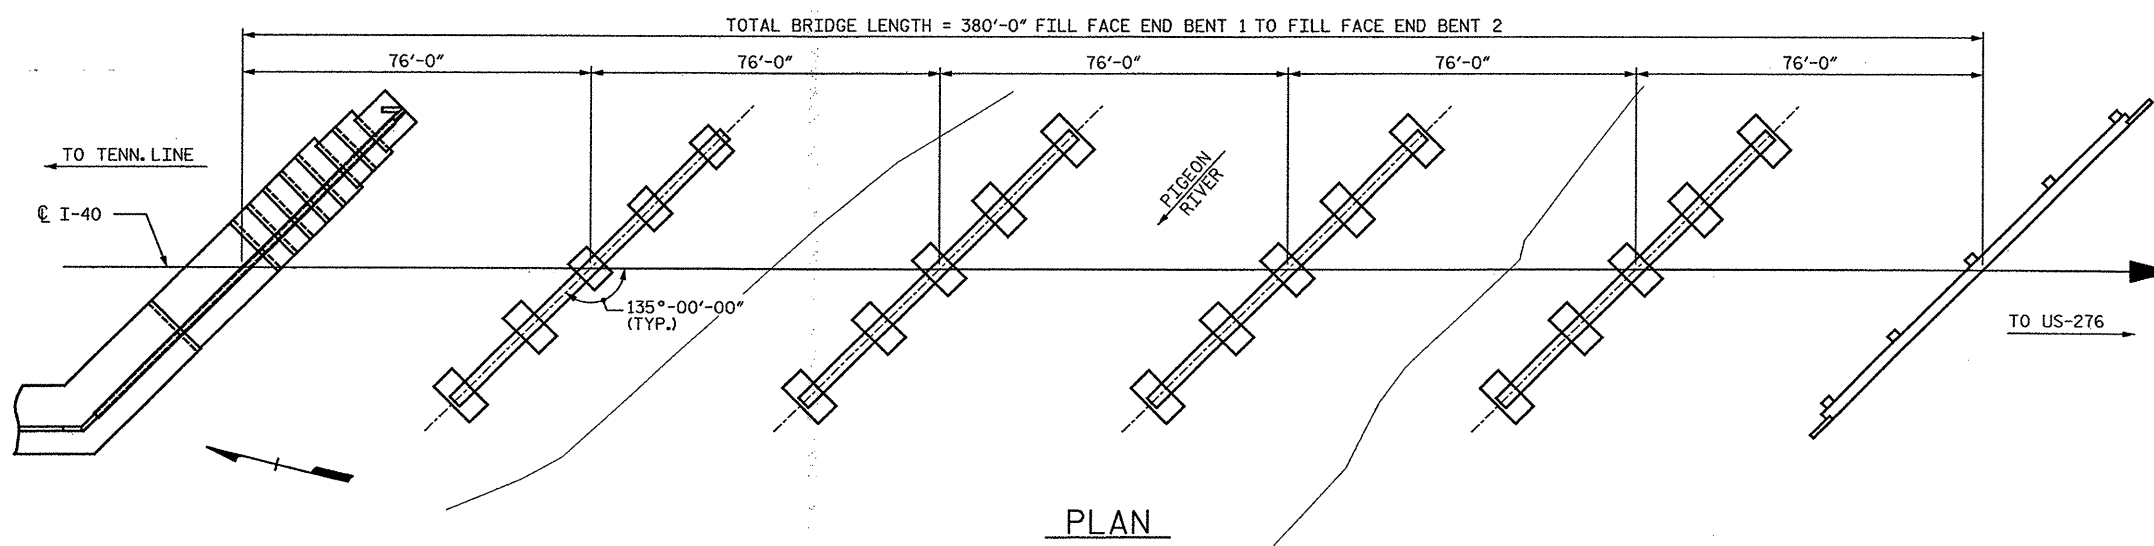 TOTAL BRIDGE LENGTH = 380'-0" FILL FACE END BENT 1 TO FILL FACE END BENT 2
76'-0" 76'-0" 76'-0" 76'-0" 76'-0"
TO TENN. LINE
PIGEON
RIVER
℄ I-40
135°-00'-00"
(TYP.)
TO US-276
PLAN